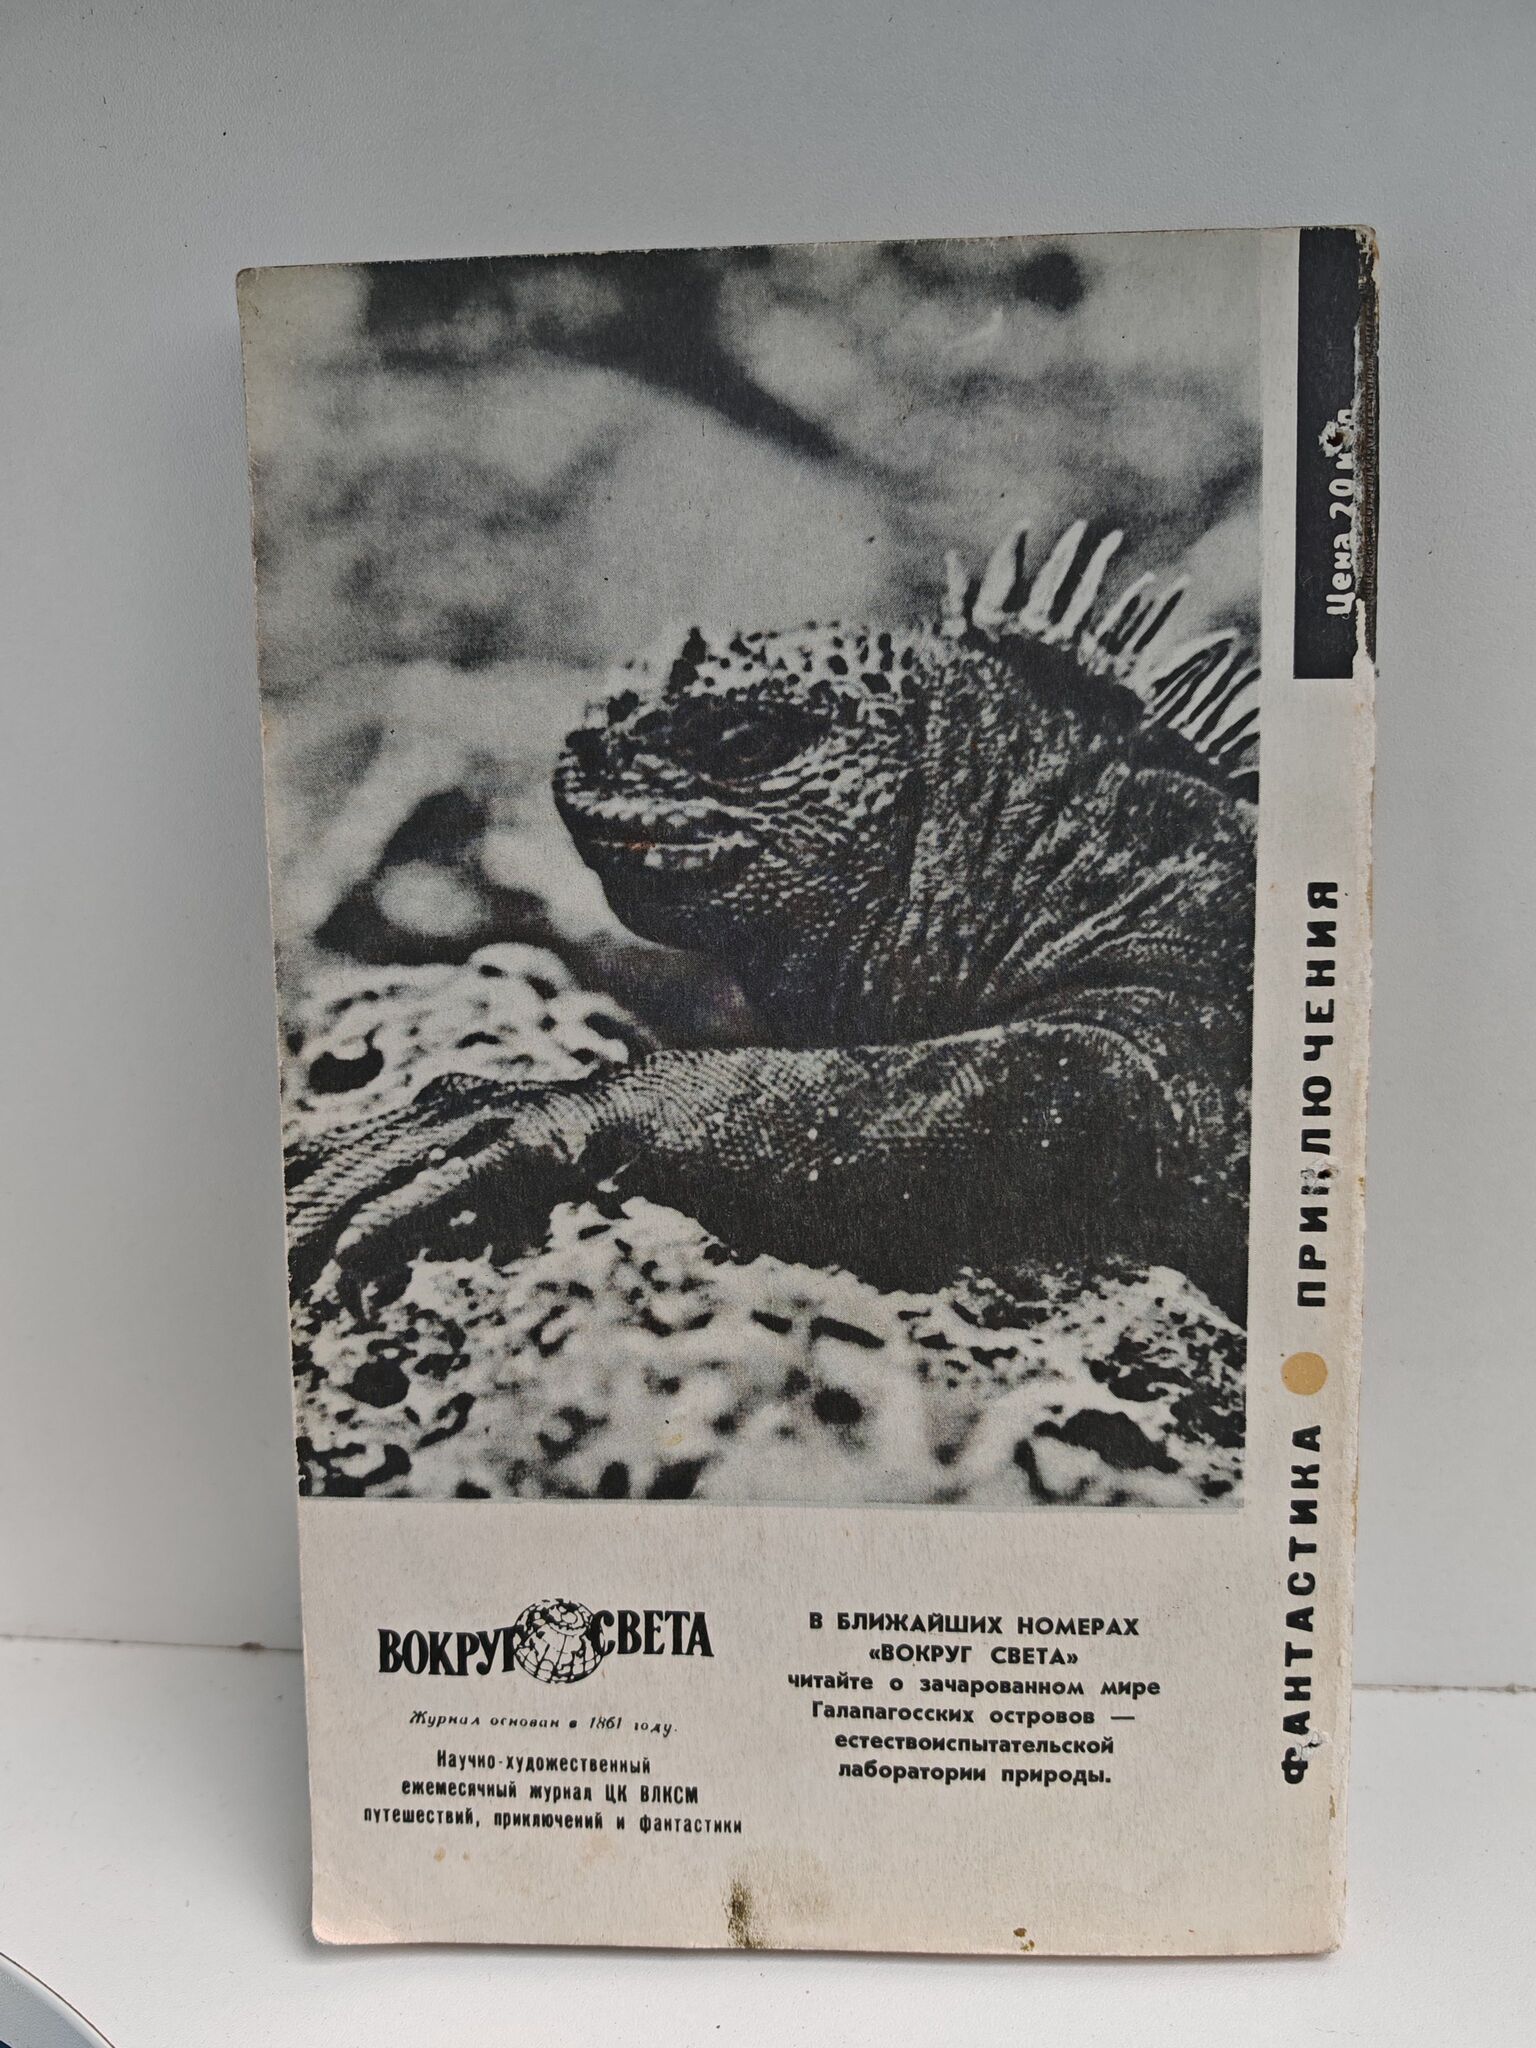 Цена 20 коп.
ФАНТАСТИКА ● ПРИКЛЮЧЕНИЯ
ВОКРУГ СВЕТА
Журнал основан в 1861 году.
Научно-художественный
ежемесячный журнал ЦК ВЛКСМ
путешествий, приключений и фантастики
В БЛИЖАЙШИХ НОМЕРАХ
«ВОКРУГ СВЕТА»
читайте о зачарованном мире
Галапагосских островов —
естествоиспытательской
лаборатории природы.